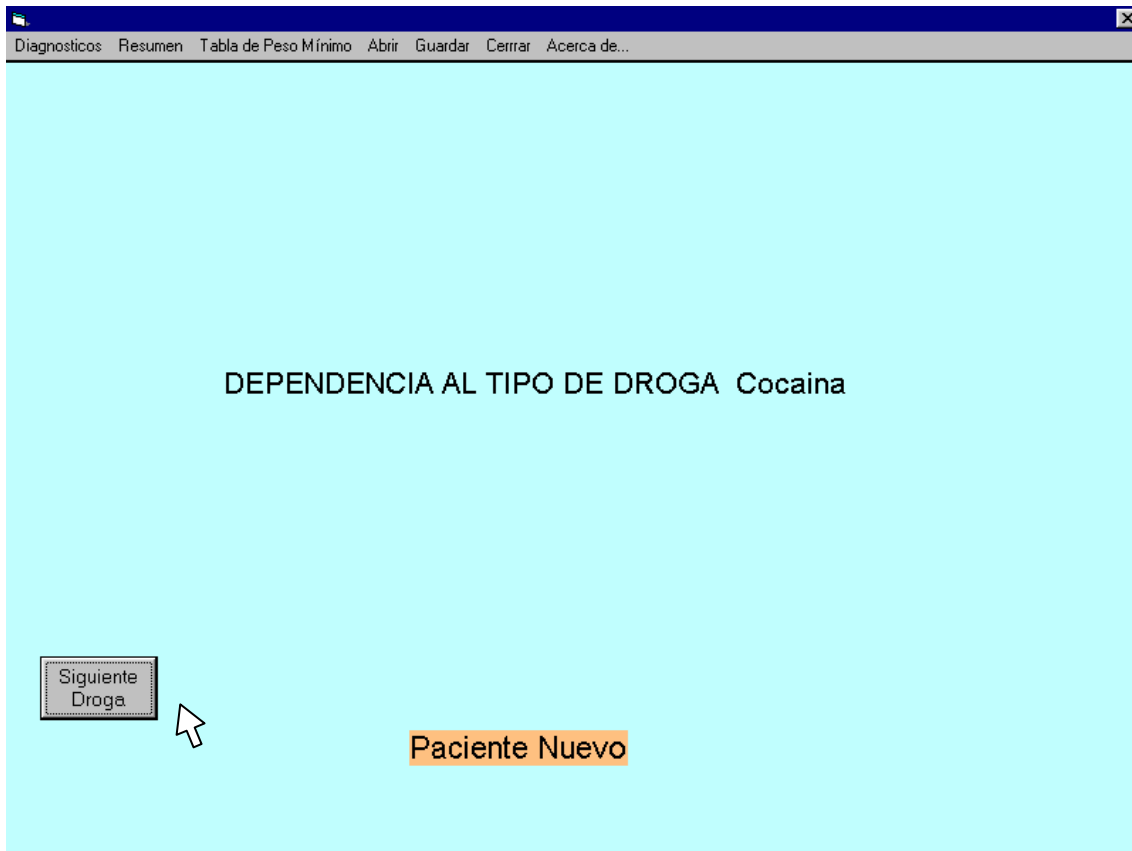 Diagnosticos Resumen Tabla de Peso Mínimo Abrir Guardar Cerrrar Acerca de...
DEPENDENCIA AL TIPO DE DROGA Cocaina
Siguiente
Droga
Paciente Nuevo